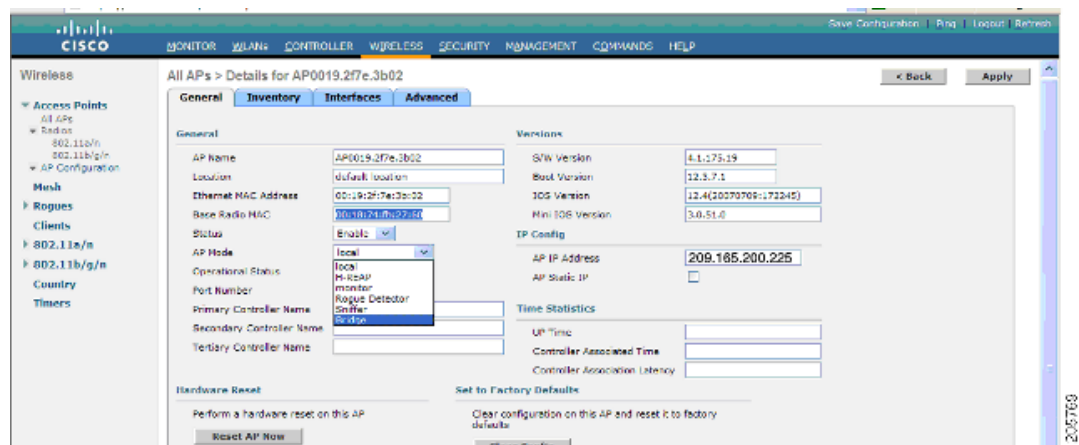 Save Configuration | Ping | Logout | Refresh
CISCO
MONITOR WLANs CONTROLLER WIRELESS SECURITY MANAGEMENT COMMANDS HELP
Wireless
All APs > Details for AP0019.2f7e.3b02
< Back
Apply
General Inventory Interfaces Advanced
Access Points
All APs
Radios
802.11a/n
802.11b/g/n
AP Configuration
Mesh
Rogues
Clients
802.11a/n
802.11b/g/n
Country
Timers
General
AP Name AP0019.2f7e.3b02
Location default location
Ethernet MAC Address 00:19:2f:7e:3b:02
Base Radio MAC
Status Enable
AP Mode local
local
H-REAP
monitor
Rogue Detector
Sniffer
Bridge
Operational Status
Port Number
Primary Controller Name
Secondary Controller Name
Tertiary Controller Name
Versions
S/W Version 4.1.175.19
Boot Version 12.3.7.1
IOS Version 12.4(20070709:172245)
Mini IOS Version 3.0.51.0
IP Config
AP IP Address 209.165.200.225
AP Static IP
Time Statistics
UP Time
Controller Associated Time
Controller Association Latency
Hardware Reset
Perform a hardware reset on this AP
Reset AP Now
Set to Factory Defaults
Clear configuration on this AP and reset it to factory
defaults
205769